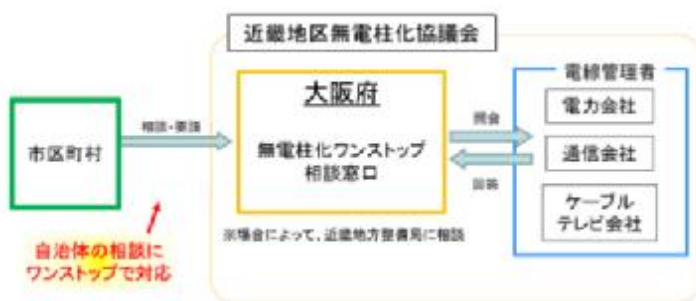 近畿地区無電柱化協議会
市区町村
相談・要請
大阪府
無電柱化ワンストップ
相談窓口
照会
回答
電線管理者
電力会社
通信会社
ケーブル
テレビ会社
※場合によって、近畿地方整備局に相談
自治体の相談に
ワンストップで対応